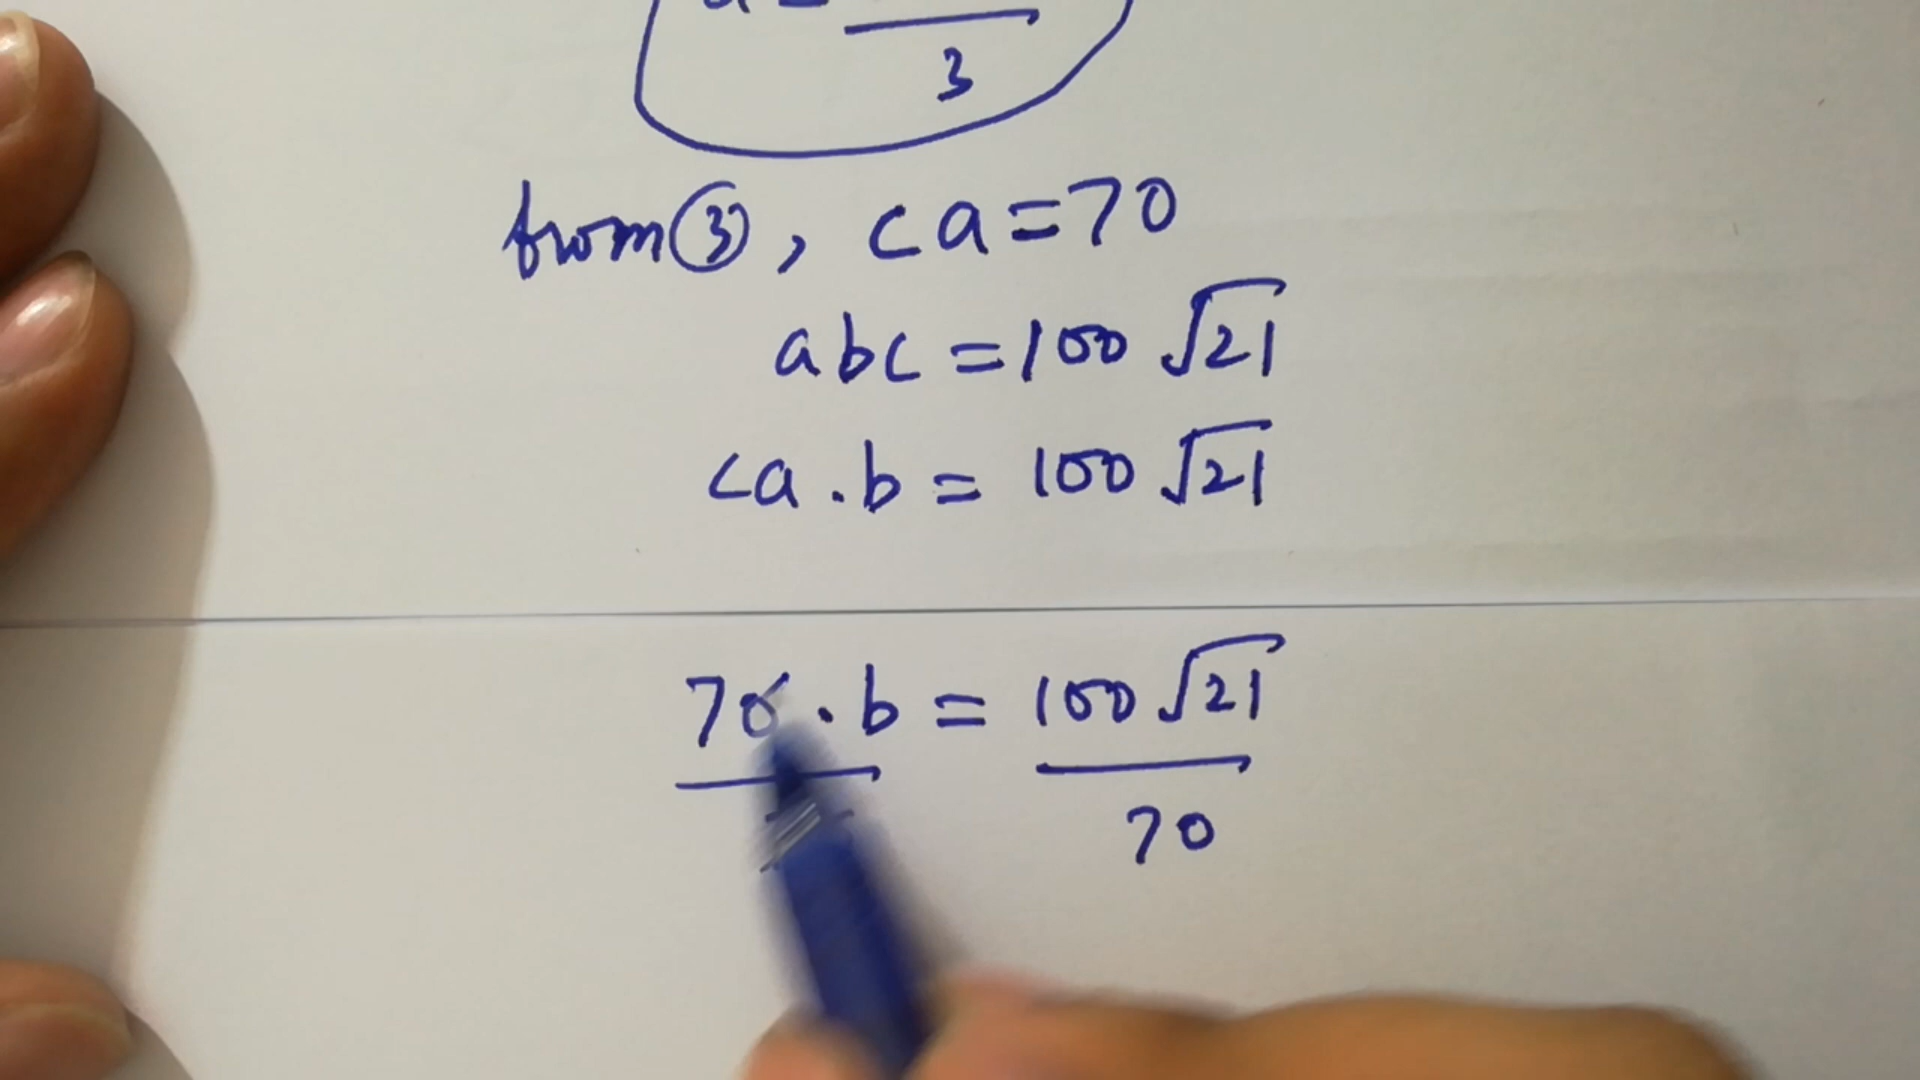 a = ─── 3
from ③, ca = 70
abc = 100 √21
ca . b = 100 √21
70 . b = 100 √21
70